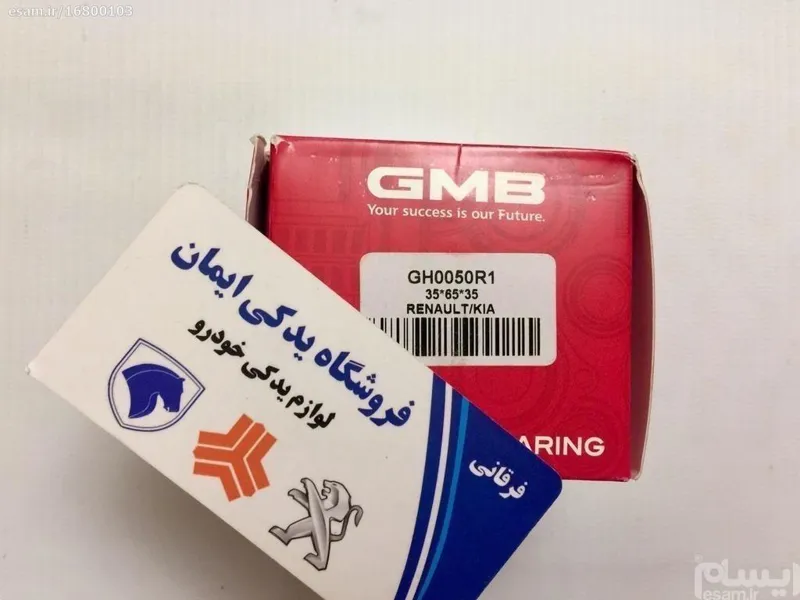 esam.ir/16800103
GMB
Your success is our Future.
GH0050R1
35*65*35
RENAULT/KIA
ARING
فروشگاه یدکی ایمان
لوازم یدکی خودرو
فرقانی
ایسام
esam.ir